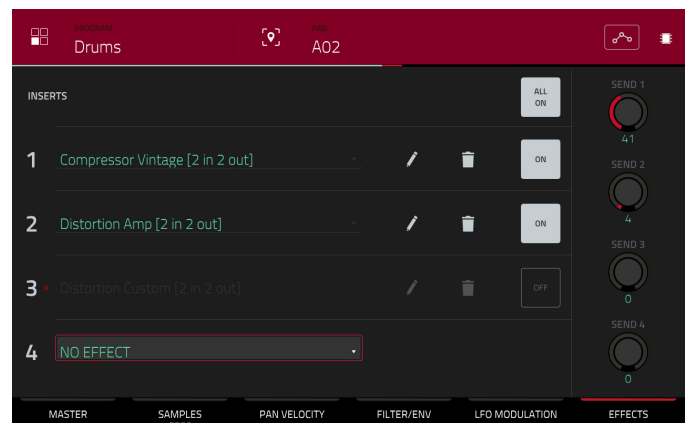 PROGRAM
Drums
PAD
A02
INSERTS
ALL
ON
SEND 1
41
1 Compressor Vintage [2 in 2 out] ON
SEND 2
4
2 Distortion Amp [2 in 2 out] ON
SEND 3
0
3 × Distortion Custom [2 in 2 out] OFF
SEND 4
0
4 NO EFFECT
MASTER SAMPLES PAN VELOCITY FILTER/ENV LFO MODULATION EFFECTS